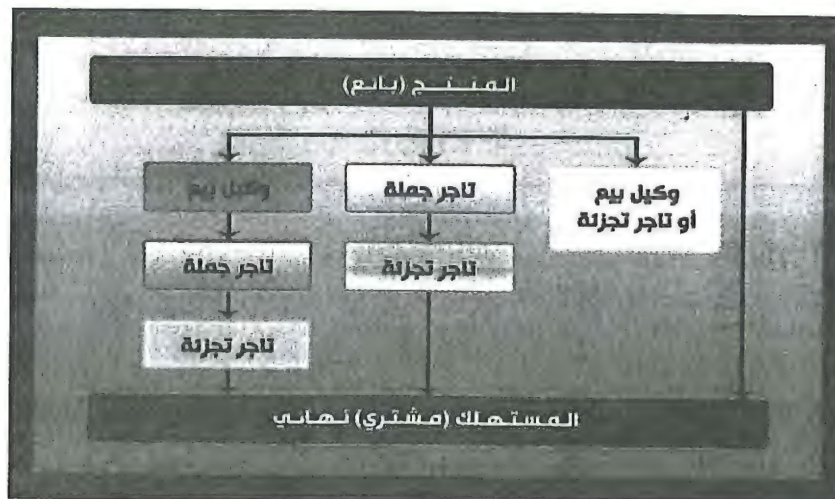 المنتج (بائع)
وكيل بيع
أو تاجر تجزئة
تاجر جملة
تاجر تجزئة
وكيل بيع
تاجر جملة
تاجر تجزئة
المستهلك (مشتري) نهائي